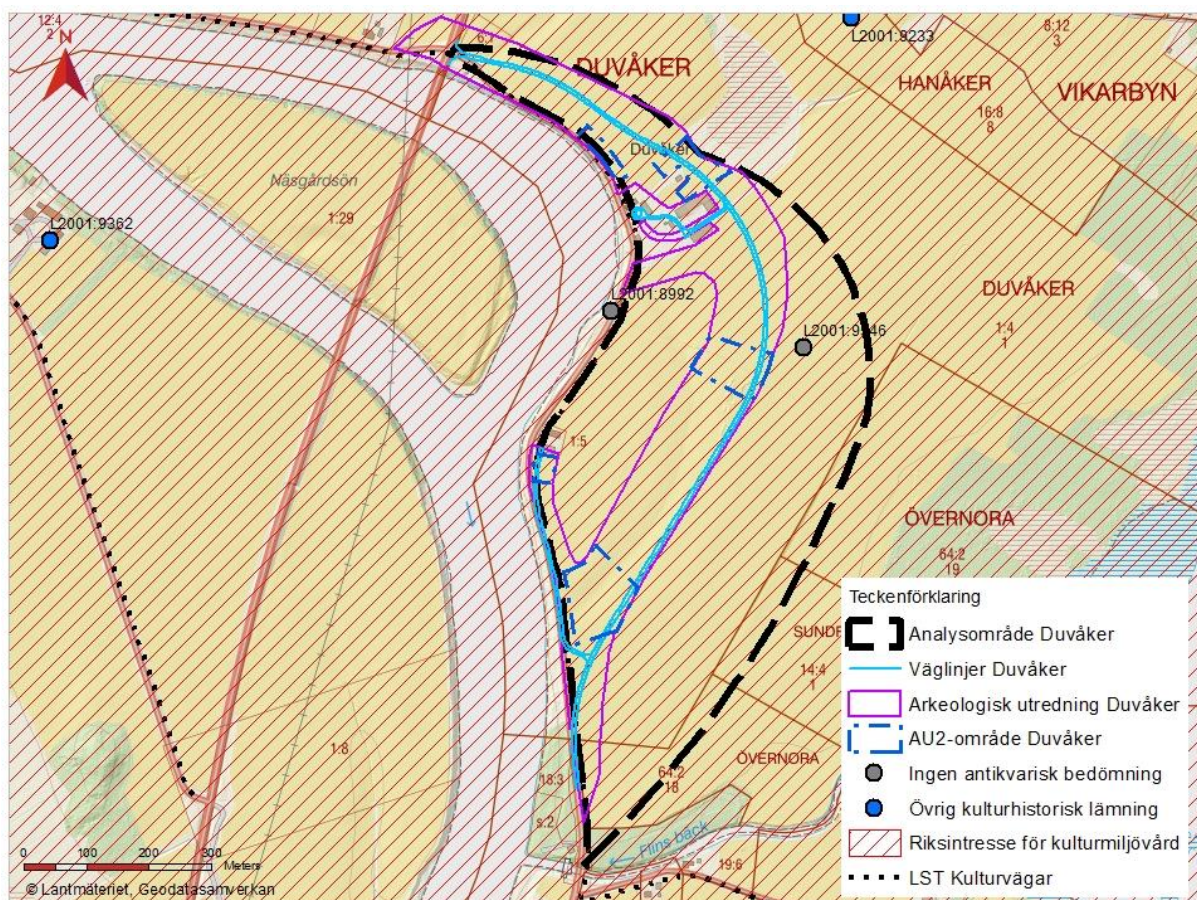 12:4
2
N
6:1
DUVÅKER
L2001:8233
8:12
3
HANÅKER
VIKARBYN
16:8
8
Duvåker
Näsgårdsön
1:29
L2001:9362
L2001:8992
DUVÅKER
1:4
1
1:5
ÖVERNORA
64:2
19
14:4
1
1:8
ÖVERNORA
64:2
18
18:3
s:2
Flins bäck
19:6
0 100 200 300
Meters
© Lantmäteriet, Geodatasamverkan
Teckenförklaring
Analysområde Duvåker
Väglinjer Duvåker
Arkeologisk utredning Duvåker
AU2-område Duvåker
Ingen antikvarisk bedömning
Övrig kulturhistorisk lämning
Riksintresse för kulturmiljövård
LST Kulturvägar